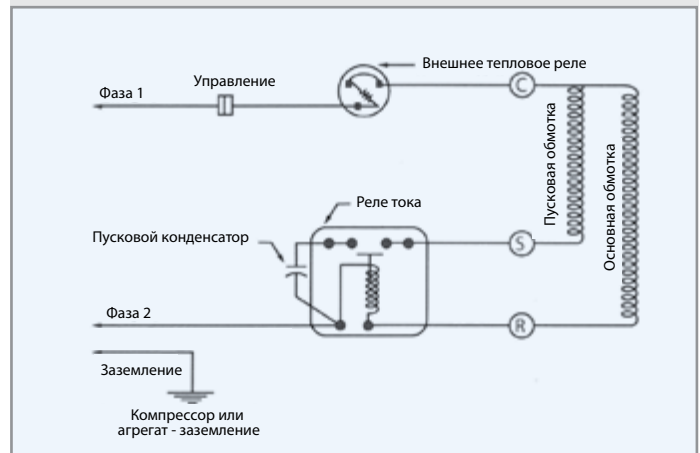 Внешнее тепловое реле
Управление
Фаза 1
C
Пусковая обмотка
Основная обмотка
Реле тока
Пусковой конденсатор
S
Фаза 2
R
Заземление
Компрессор или
агрегат - заземление